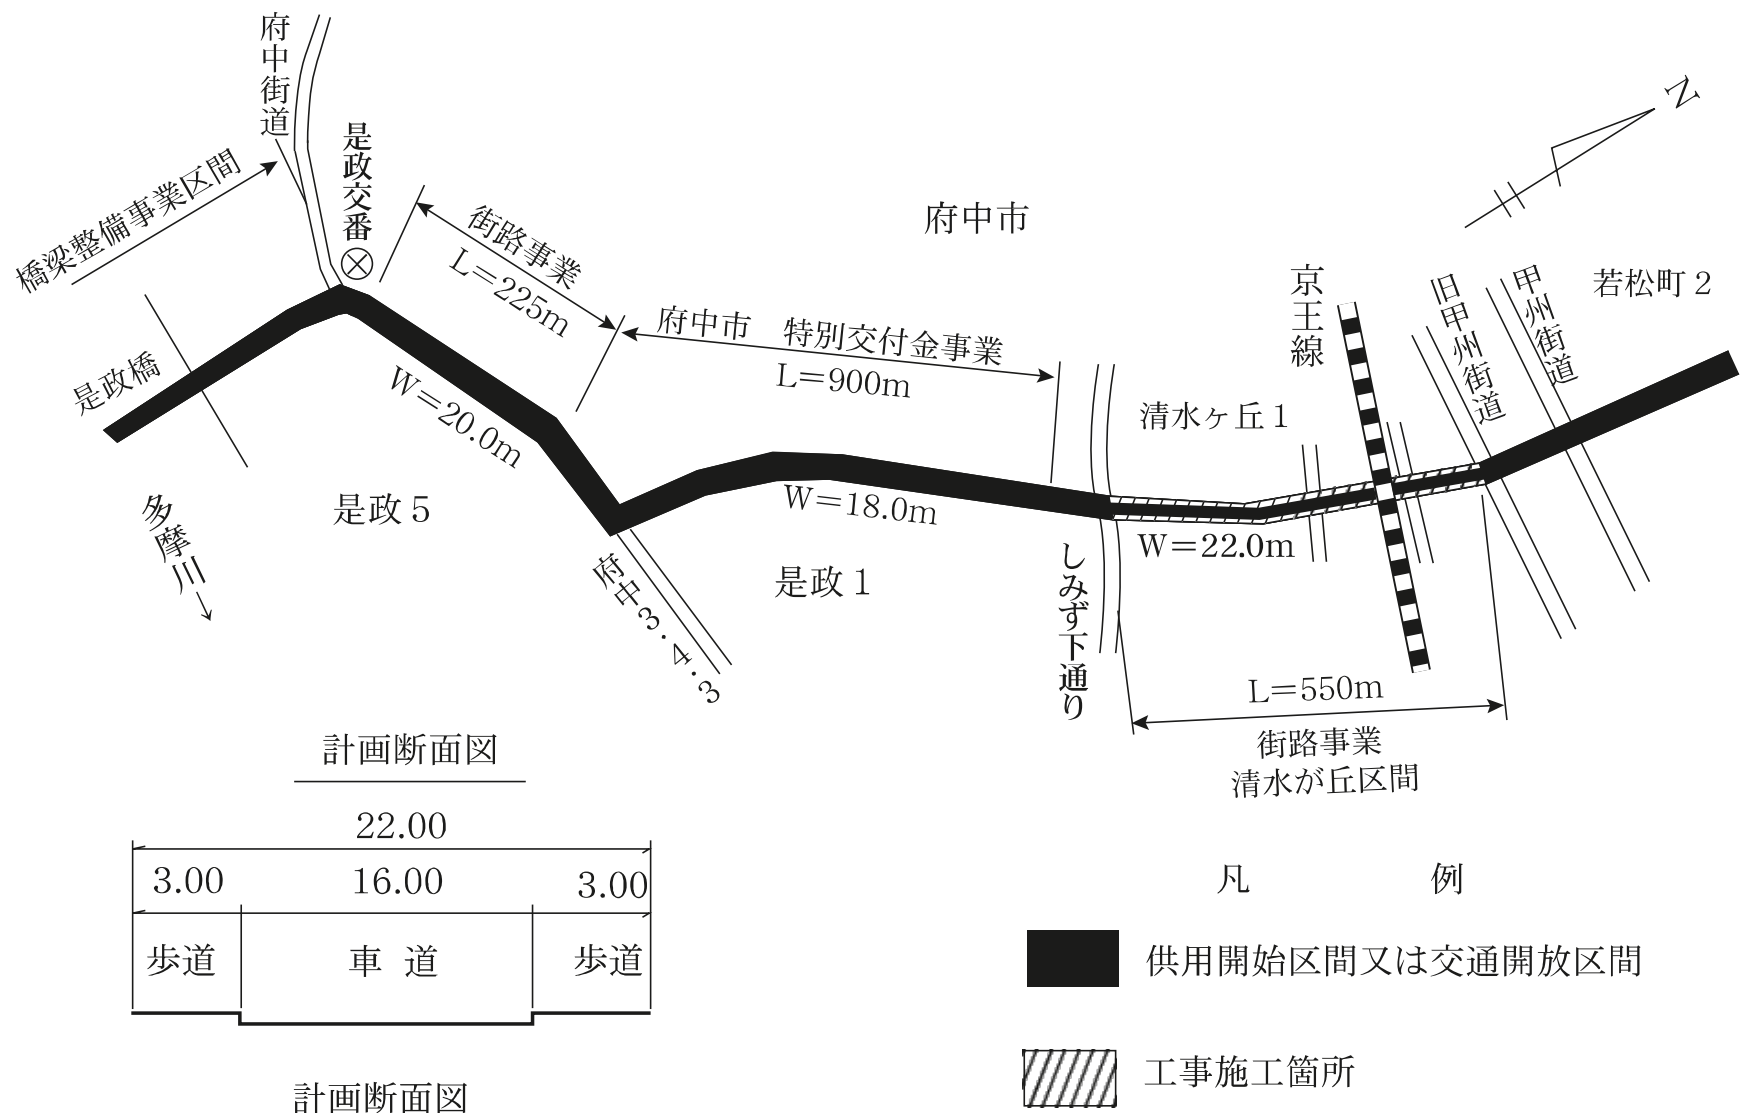 府中街道
是政交番
橋梁整備事業区間
街路事業
L＝225m
府中市
N
若松町 2
京王線
旧甲州街道
甲州街道
府中市　特別交付金事業
L＝900m
是政橋
W＝20.0m
清水ヶ丘 1
是政 5
W＝18.0m
W＝22.0m
多摩川→
府中3.4.3
是政 1
しみず下通り
L＝550m
街路事業
清水が丘区間
計画断面図
22.00
3.00 16.00 3.00
歩道 車 道 歩道
計画断面図
凡 例
供用開始区間又は交通開放区間
工事施工箇所